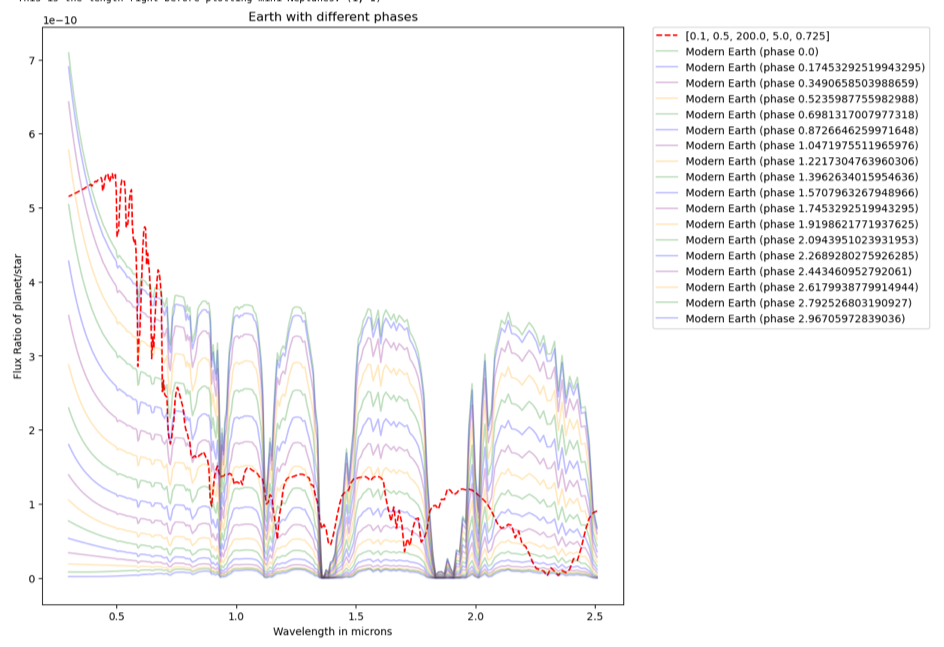 Earth with different phases
1e−10
7
6
5
4
3
2
1
0
Flux Ratio of planet/star
0.5 1.0 1.5 2.0 2.5
Wavelength in microns
[0.1, 0.5, 200.0, 5.0, 0.725]
Modern Earth (phase 0.0)
Modern Earth (phase 0.17453292519943295)
Modern Earth (phase 0.3490658503988659)
Modern Earth (phase 0.5235987755982988)
Modern Earth (phase 0.6981317007977318)
Modern Earth (phase 0.8726646259971648)
Modern Earth (phase 1.0471975511965976)
Modern Earth (phase 1.2217304763960306)
Modern Earth (phase 1.3962634015954636)
Modern Earth (phase 1.5707963267948966)
Modern Earth (phase 1.7453292519943295)
Modern Earth (phase 1.9198621771937625)
Modern Earth (phase 2.0943951023931953)
Modern Earth (phase 2.2689280275926285)
Modern Earth (phase 2.443460952792061)
Modern Earth (phase 2.6179938779914944)
Modern Earth (phase 2.792526803190927)
Modern Earth (phase 2.96705972839036)